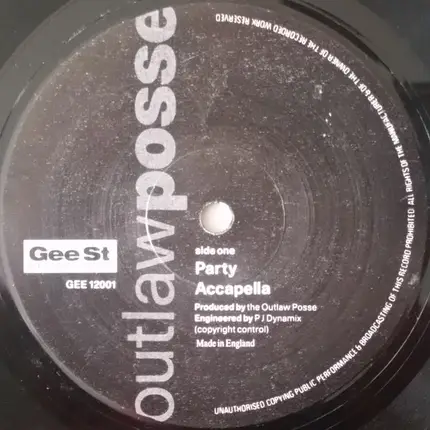 outlawposse
Gee St
GEE 12001
side one
Party
Accapella
Produced by the Outlaw Posse
Engineered by P J Dynamix
(copyright control)
Made in England
UNAUTHORISED COPYING PUBLIC PERFORMANCE & BROADCASTING OF THIS RECORD PROHIBITED ALL RIGHTS OF THE MANUFACTURER & OF THE OWNER OF THE RECORDED WORK RESERVED